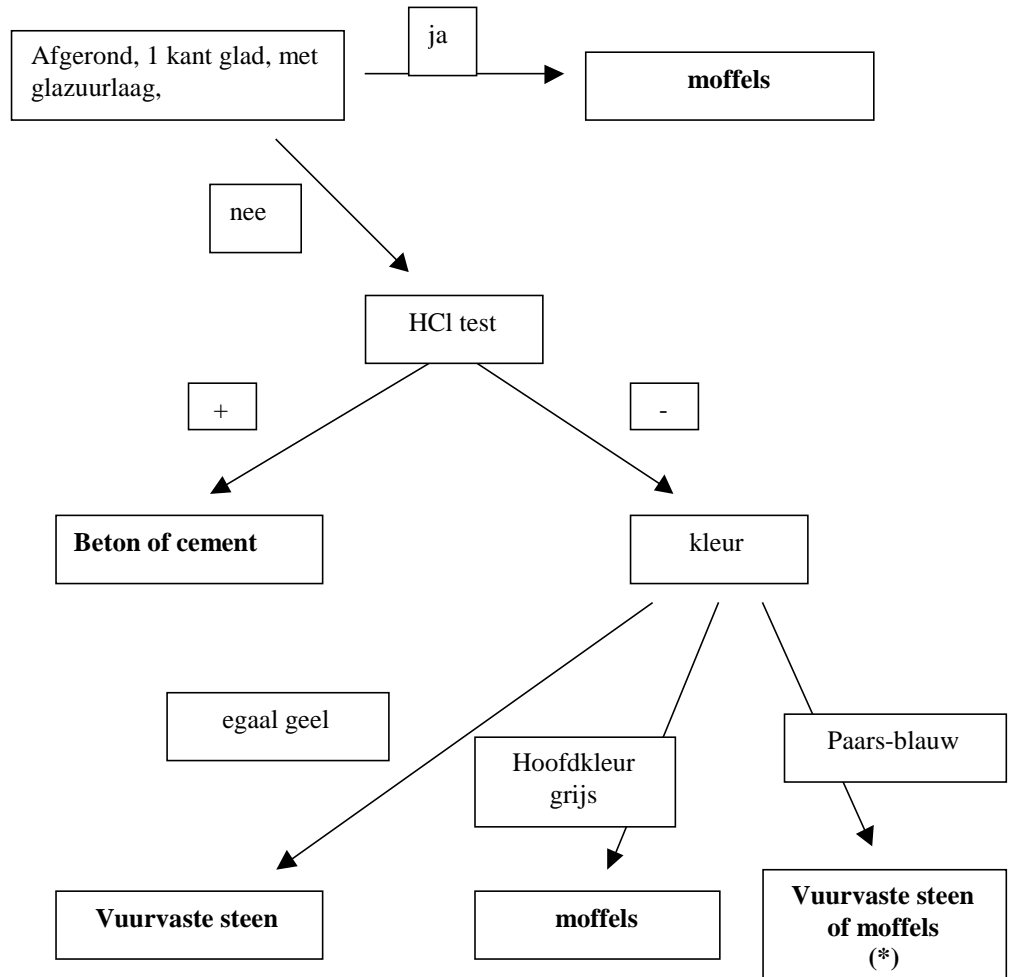 Afgerond, 1 kant glad, met
glazuurlaag,
ja
moffels
nee
HCl test
+
-
Beton of cement
kleur
egaal geel
Hoofdkleur
grijs
Paars-blauw
Vuurvaste steen
moffels
Vuurvaste steen
of moffels
(*)